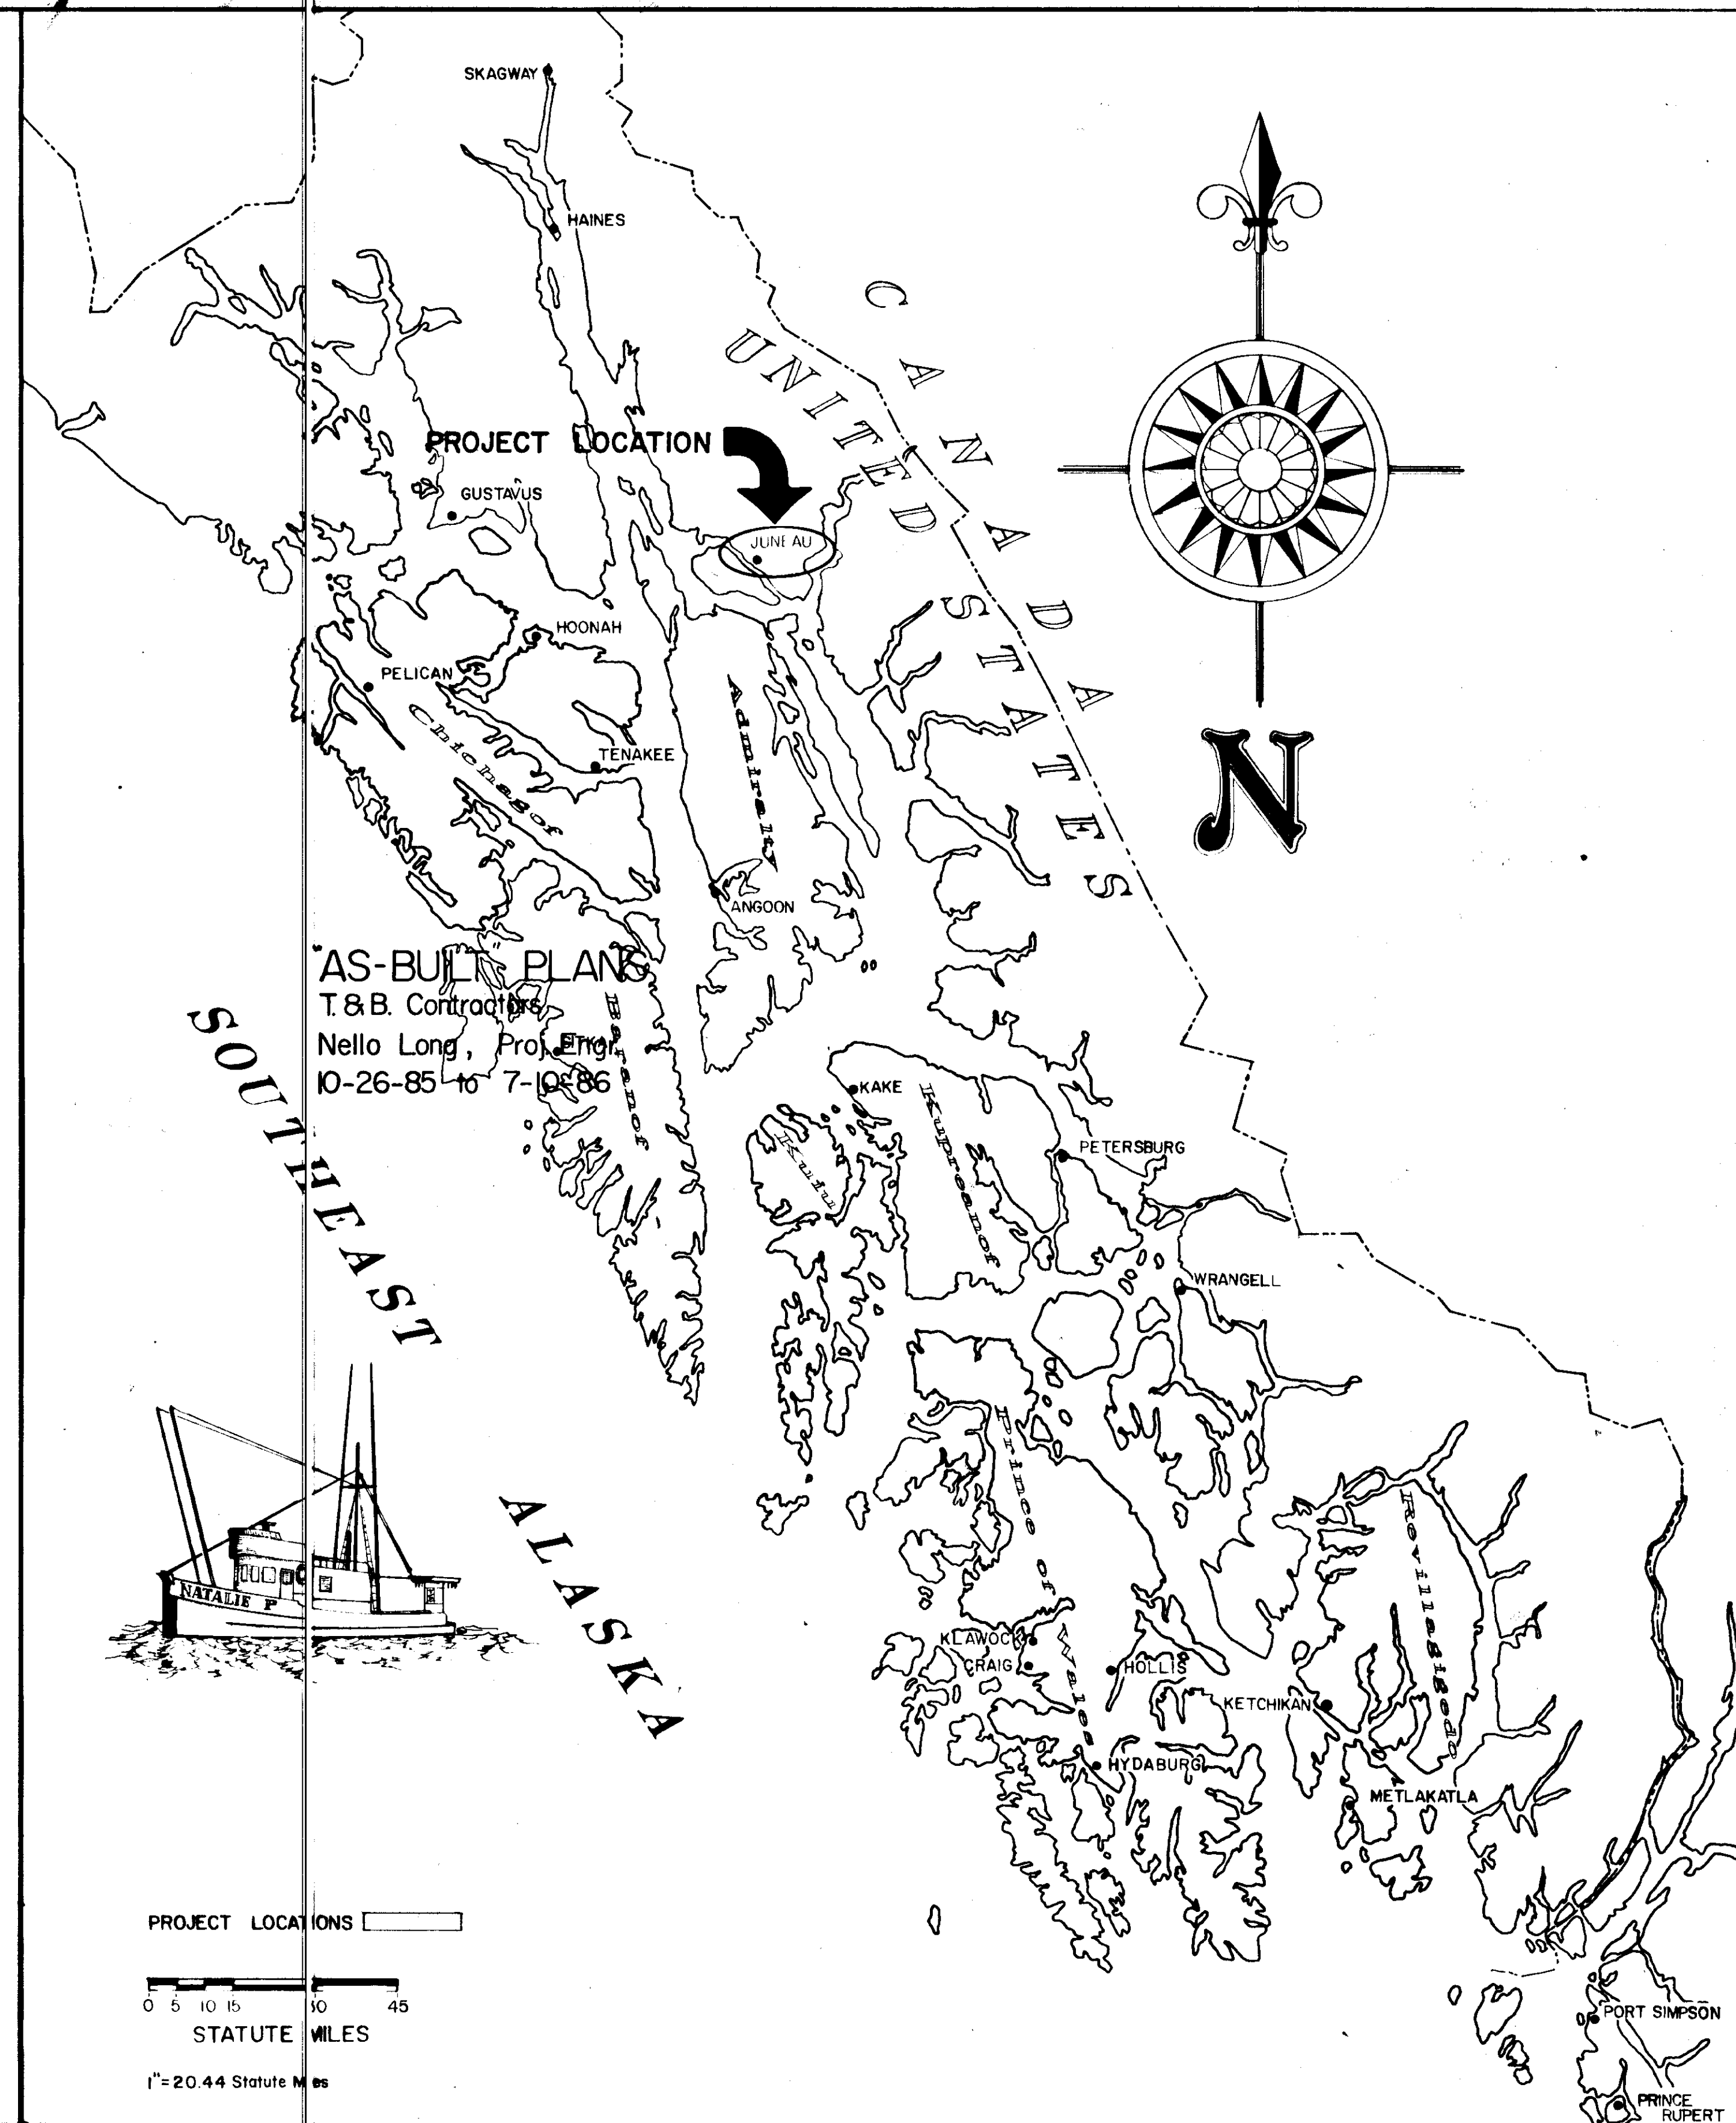 SKAGWAY
HAINES
CANADA
UNITED STATES
PROJECT LOCATION
GUSTAVUS
JUNEAU
HOONAH
PELICAN
Chichagof
TENAKEE
Admiralty
N
ANGOON
"AS-BUILT" PLANS
T. & B. Contractors
Nello Long, Proj. Engr.
10-26-85 to 7-10-86
SITKA
Baranof
SOUTHEAST ALASKA
KAKE
Kupreanof
Kuiu
PETERSBURG
WRANGELL
Prince of Wales
Revillagigedo
NATALIE P
KLAWOCK
CRAIG
HOLLIS
KETCHIKAN
HYDABURG
METLAKATLA
PROJECT LOCATIONS
0 5 10 15 30 45
STATUTE MILES
1"=20.44 Statute Miles
PORT SIMPSON
PRINCE
RUPERT